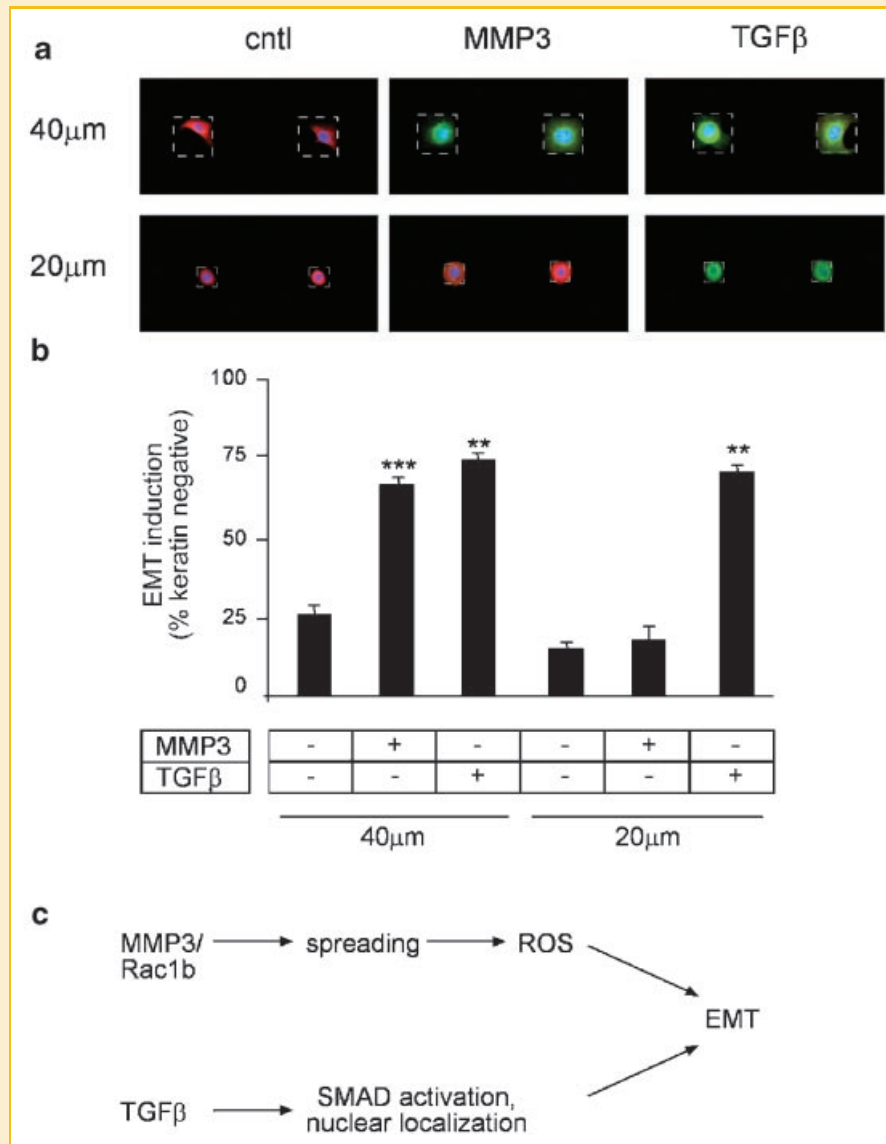 a
cntl MMP3 TGFβ
40μm
20μm
b
EMT induction
(% keratin negative)
100
75
50
25
0
*** ** **
MMP3 - + - - + -
TGFβ - - + - - +
40μm 20μm
c
MMP3/
Rac1b
spreading ROS
EMT
TGFβ
SMAD activation,
nuclear localization